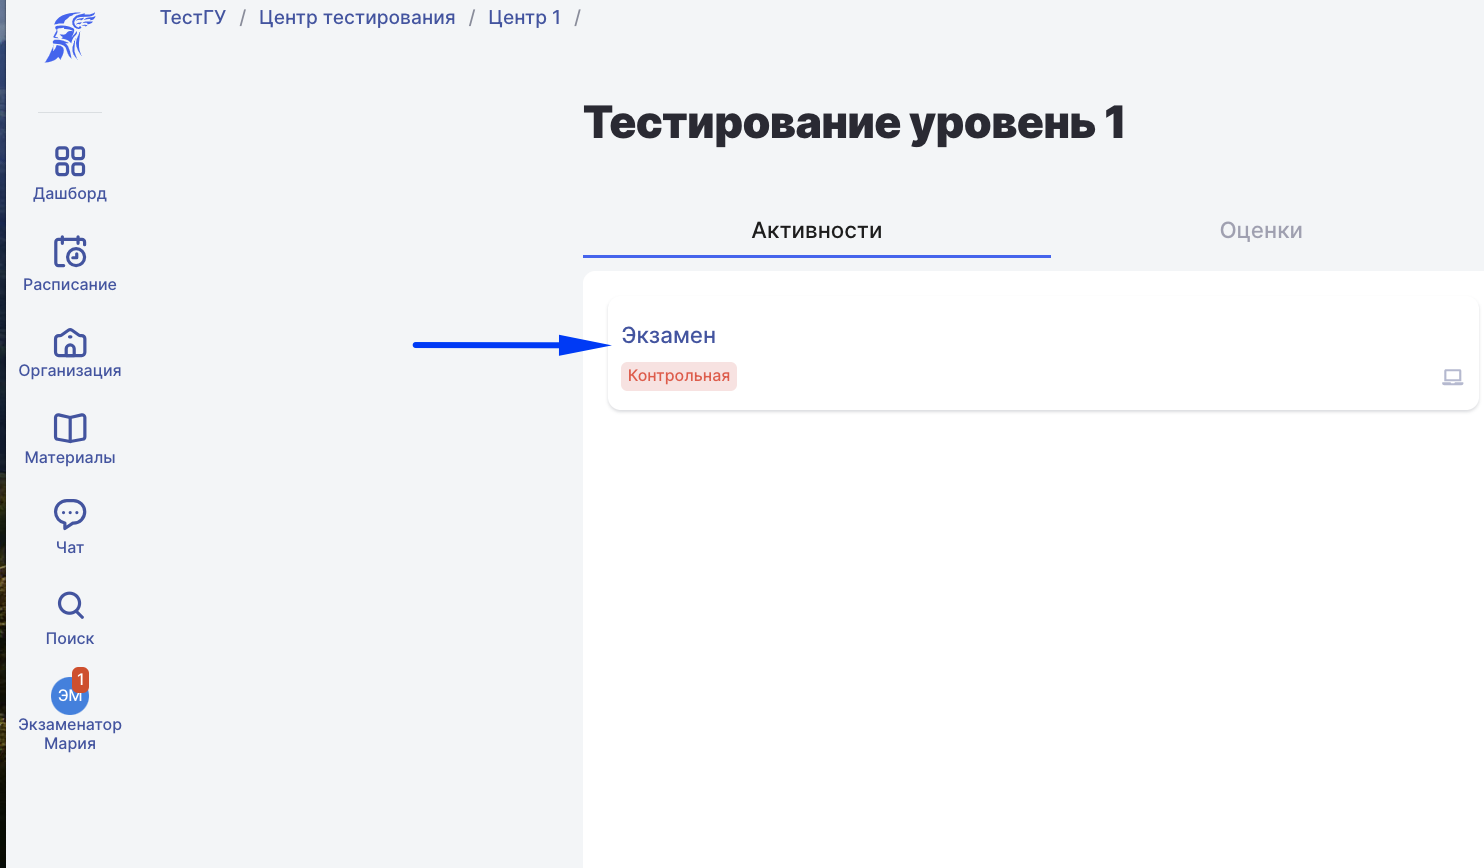 ТестГУ / Центр тестирования / Центр 1 /
Тестирование уровень 1
Активности
Оценки
Экзамен
Контрольная
Дашборд
Расписание
Организация
Материалы
Чат
Поиск
1
ЭМ
Экзаменатор
Мария